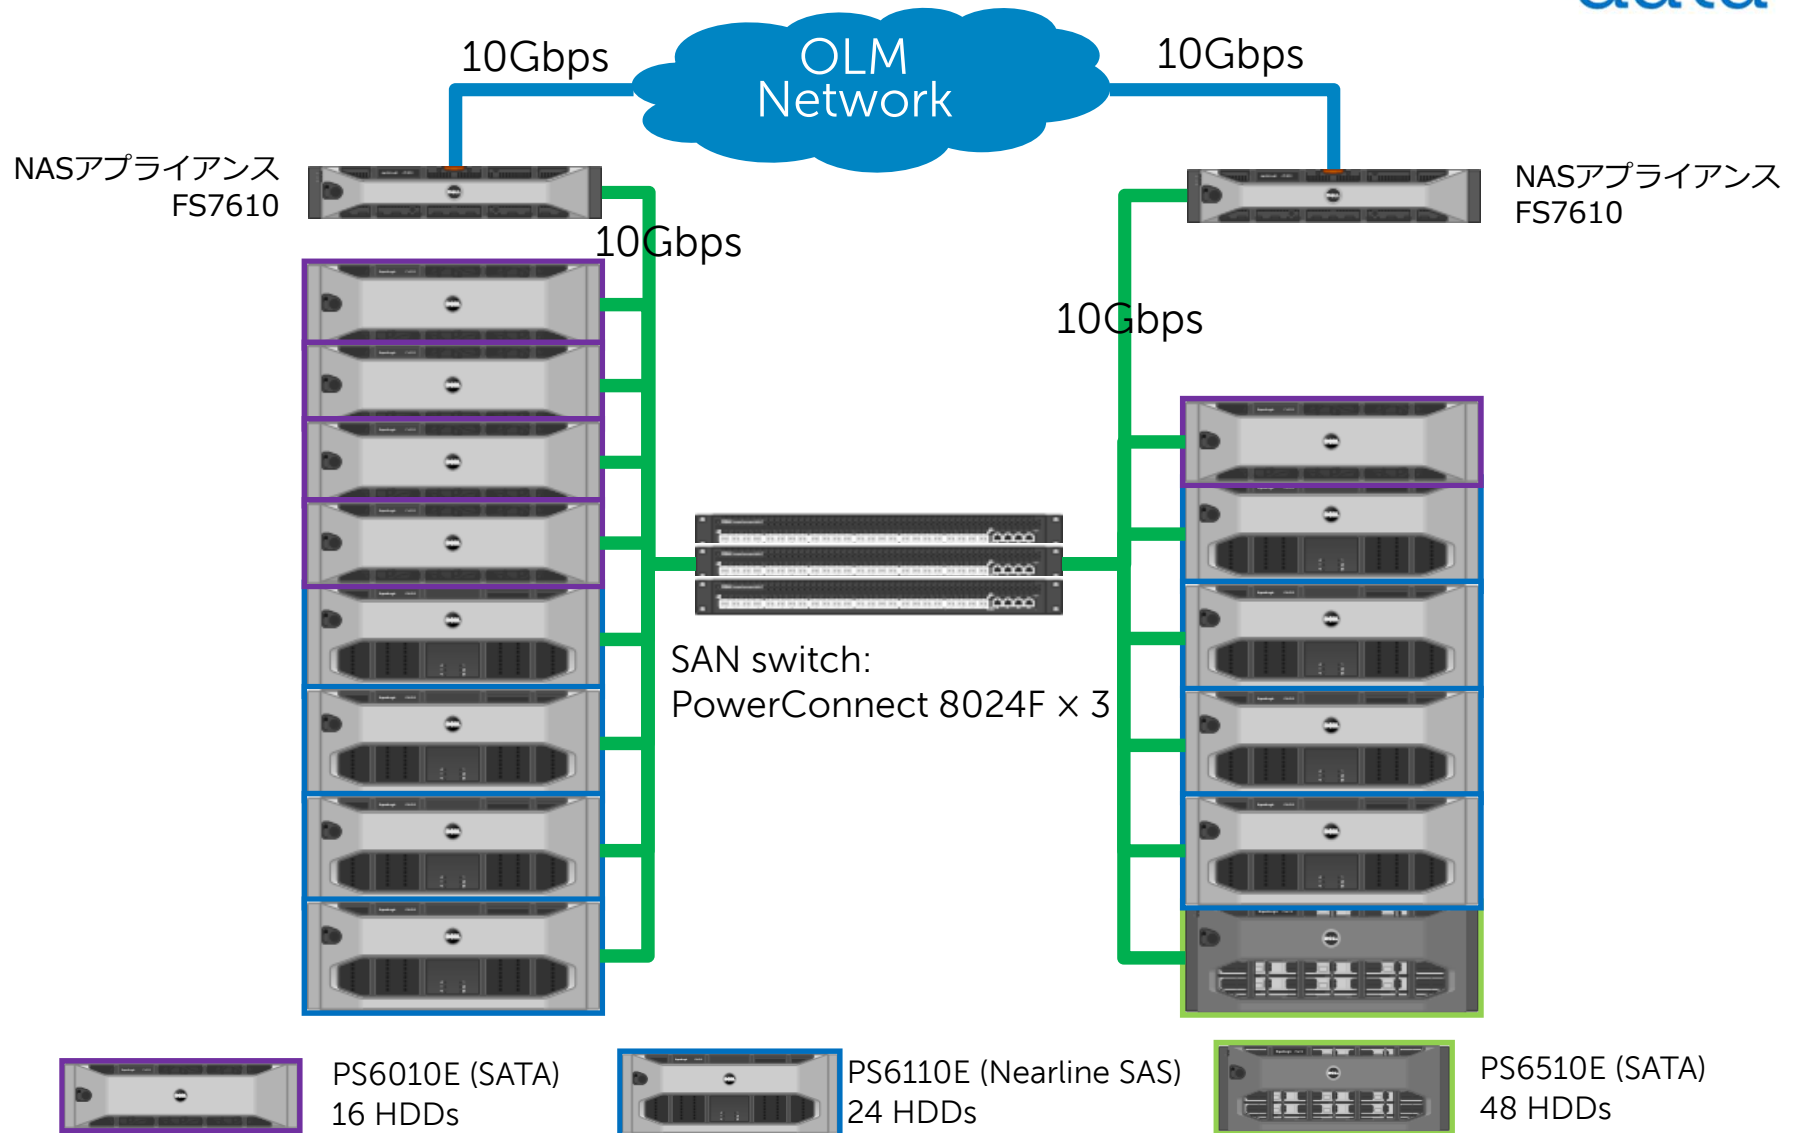 10Gbps
OLM
Network
10Gbps
NASアプライアンス
FS7610
NASアプライアンス
FS7610
10Gbps
10Gbps
SAN switch:
PowerConnect 8024F × 3
PS6010E (SATA)
16 HDDs
PS6110E (Nearline SAS)
24 HDDs
PS6510E (SATA)
48 HDDs